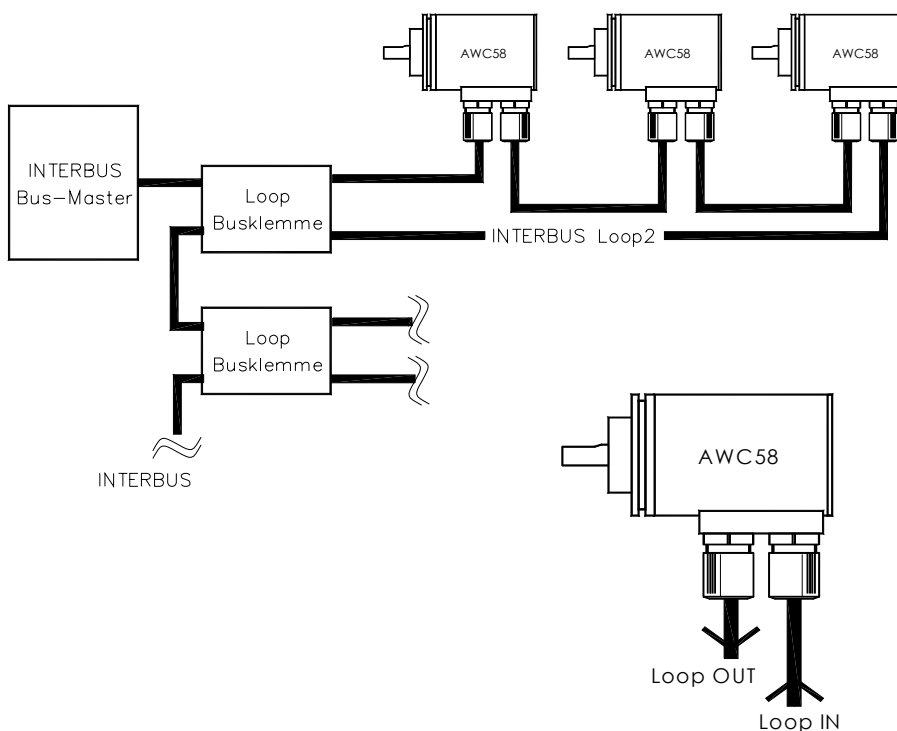 AWC58
AWC58
AWC58
INTERBUS
Bus-Master
Loop
Busklemme
INTERBUS Loop2
Loop
Busklemme
INTERBUS
AWC58
Loop OUT
Loop IN